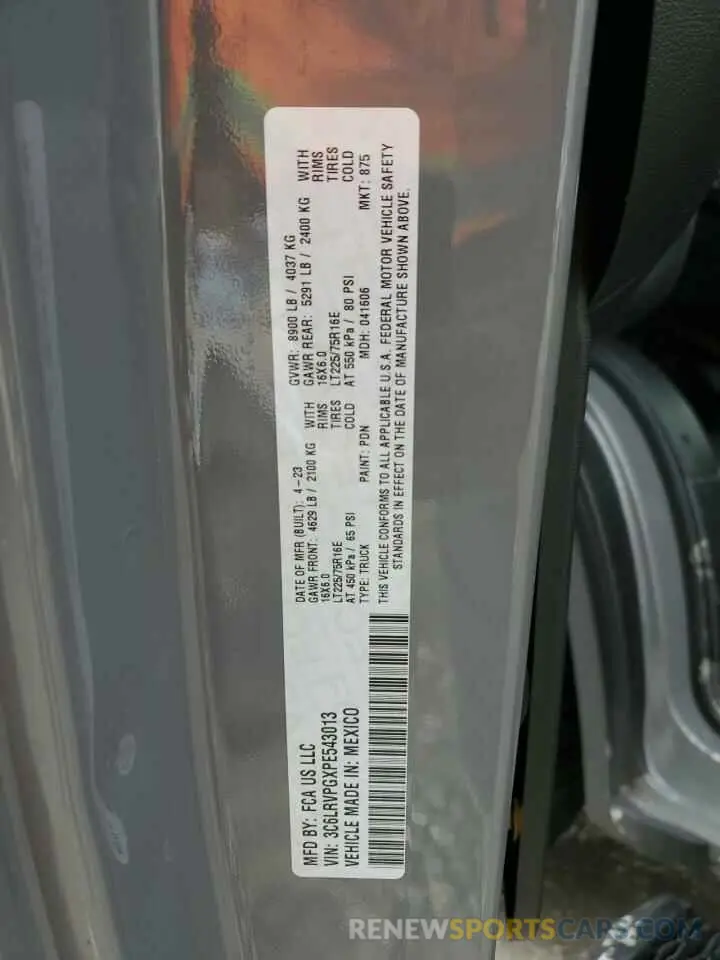 MFD BY: FCA US LLC
VIN: 3C6LRVPGXPE543013
VEHICLE MADE IN: MEXICO
DATE OF MFR (BUILT): 4-23 GVWR: 8900 LB / 4037 KG
GAWR FRONT: 4629 LB / 2100 KG WITH GAWR REAR: 5291 LB / 2400 KG WITH
16X6.0 RIMS 16X6.0 RIMS
LT225/75R16E TIRES LT225/75R16E TIRES
AT 450 kPa / 65 PSI COLD AT 550 kPa / 80 PSI COLD
TYPE: TRUCK PAINT: PDN MDH: 041606 MKT: 875
THIS VEHICLE CONFORMS TO ALL APPLICABLE U.S.A. FEDERAL MOTOR VEHICLE SAFETY
STANDARDS IN EFFECT ON THE DATE OF MANUFACTURE SHOWN ABOVE.
RENEWSPORTSCARS.COM